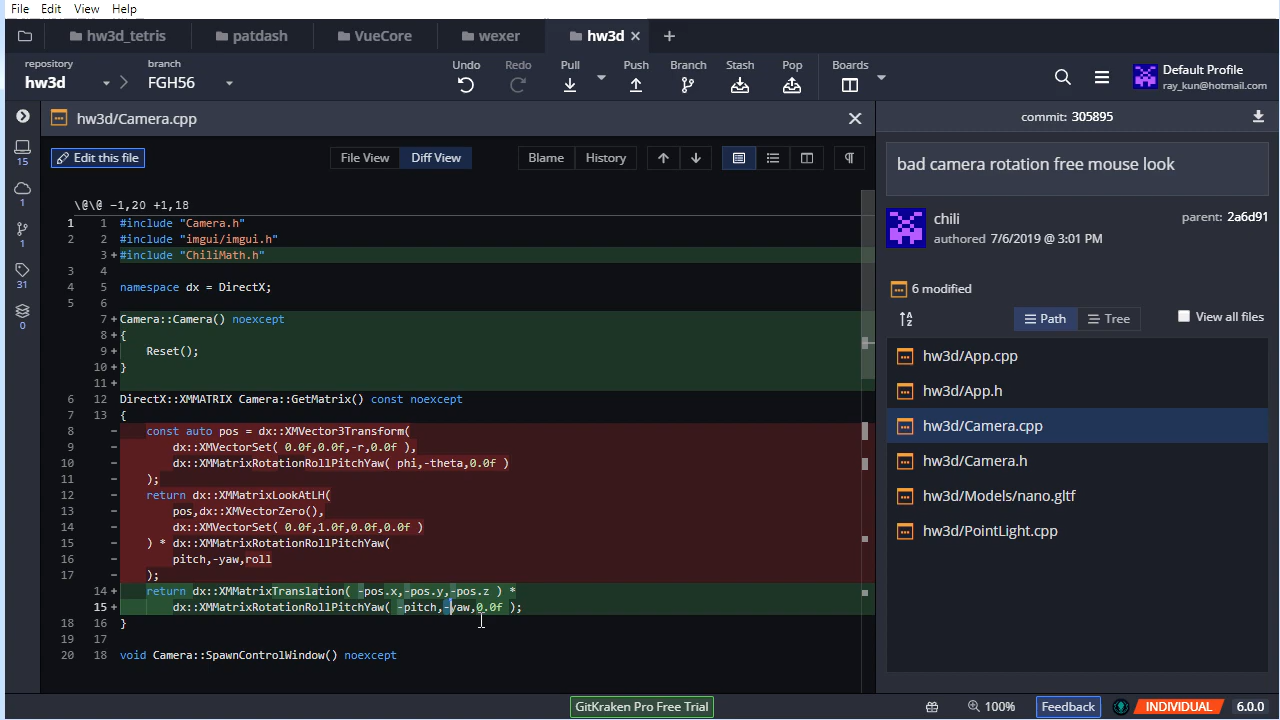 File Edit View Help
hw3d_tetris patdash VueCore wexer hw3d
repository branch
hw3d FGH56
Undo Redo Pull Push Branch Stash Pop Boards
Default Profile
ray_kun@hotmail.com
hw3d/Camera.cpp
commit: 305895
Edit this file File View Diff View Blame History
bad camera rotation free mouse look
chili
authored 7/6/2019 @ 3:01 PM
parent: 2a6d91
6 modified
Path Tree View all files
hw3d/App.cpp
hw3d/App.h
hw3d/Camera.cpp
hw3d/Camera.h
hw3d/Models/nano.gltf
hw3d/PointLight.cpp
15
1
1
31
0
\@\@ -1,20 +1,18
1 1 #include "Camera.h"
2 2 #include "imgui/imgui.h"
3 + #include "ChiliMath.h"
3 4
4 5 namespace dx = DirectX;
5 6
7 + Camera::Camera() noexcept
8 + {
9 + Reset();
10 + }
11 +
6 12 DirectX::XMMATRIX Camera::GetMatrix() const noexcept
7 13 {
8 - const auto pos = dx::XMVector3Transform(
9 - dx::XMVectorSet( 0.0f,0.0f,-r,0.0f ),
10 - dx::XMMatrixRotationRollPitchYaw( phi,-theta,0.0f )
11 - );
12 - return dx::XMMatrixLookAtLH(
13 - pos,dx::XMVectorZero(),
14 - dx::XMVectorSet( 0.0f,1.0f,0.0f,0.0f )
15 - ) * dx::XMMatrixRotationRollPitchYaw(
16 - pitch,-yaw,roll
17 - );
14 + return dx::XMMatrixTranslation( -pos.x,-pos.y,-pos.z ) *
15 + dx::XMMatrixRotationRollPitchYaw( -pitch,-yaw,0.0f );
18 16 }
19 17
20 18 void Camera::SpawnControlWindow() noexcept
GitKraken Pro Free Trial
100% Feedback INDIVIDUAL 6.0.0